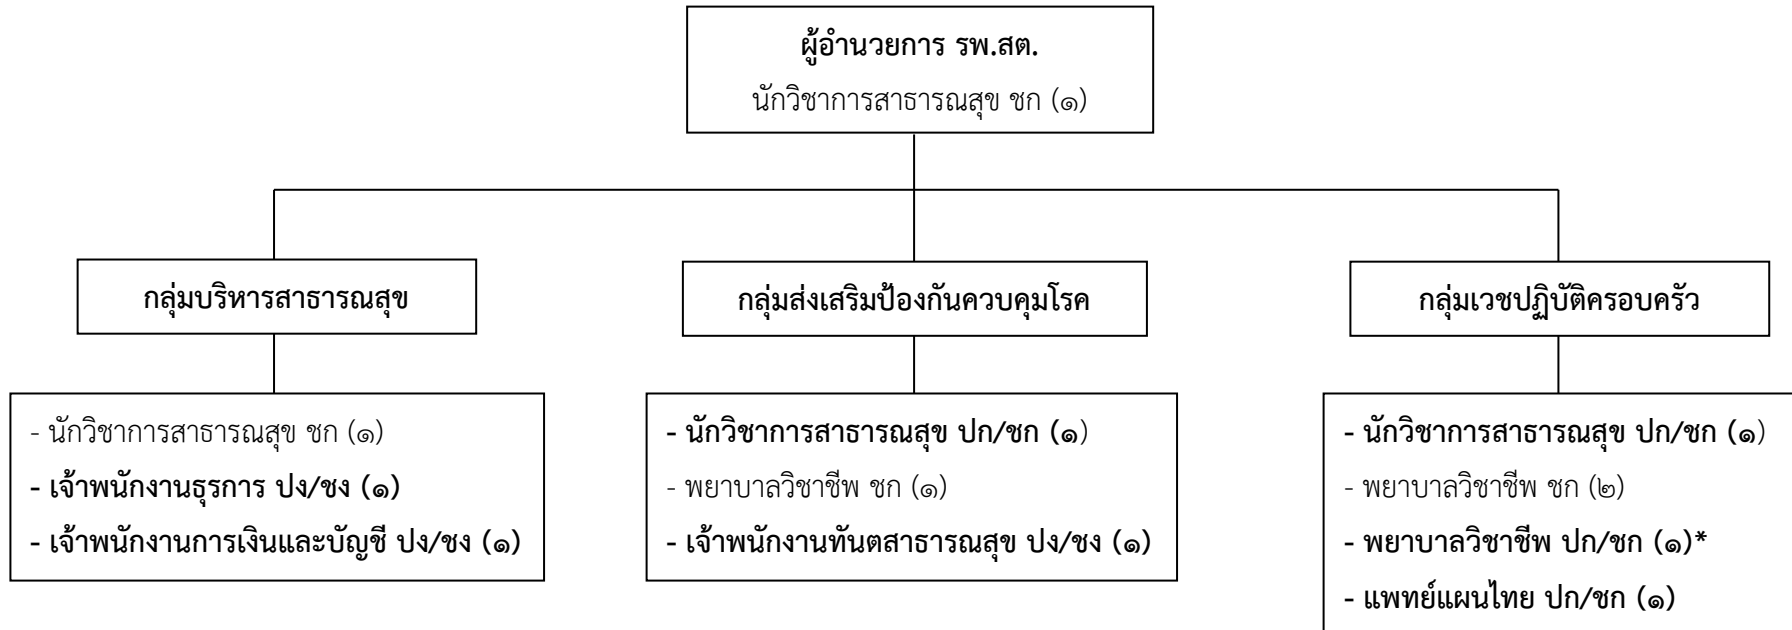 ผู้อำนวยการ รพ.สต.
นักวิชาการสาธารณสุข ชก (๑)
กลุ่มบริหารสาธารณสุข
- นักวิชาการสาธารณสุข ชก (๑)
- เจ้าพนักงานธุรการ ปง/ชง (๑)
- เจ้าพนักงานการเงินและบัญชี ปง/ชง (๑)
กลุ่มส่งเสริมป้องกันควบคุมโรค
- นักวิชาการสาธารณสุข ปก/ชก (๑)
- พยาบาลวิชาชีพ ชก (๑)
- เจ้าพนักงานทันตสาธารณสุข ปง/ชง (๑)
กลุ่มเวชปฏิบัติครอบครัว
- นักวิชาการสาธารณสุข ปก/ชก (๑)
- พยาบาลวิชาชีพ ชก (๒)
- พยาบาลวิชาชีพ ปก/ชก (๑)*
- แพทย์แผนไทย ปก/ชก (๑)